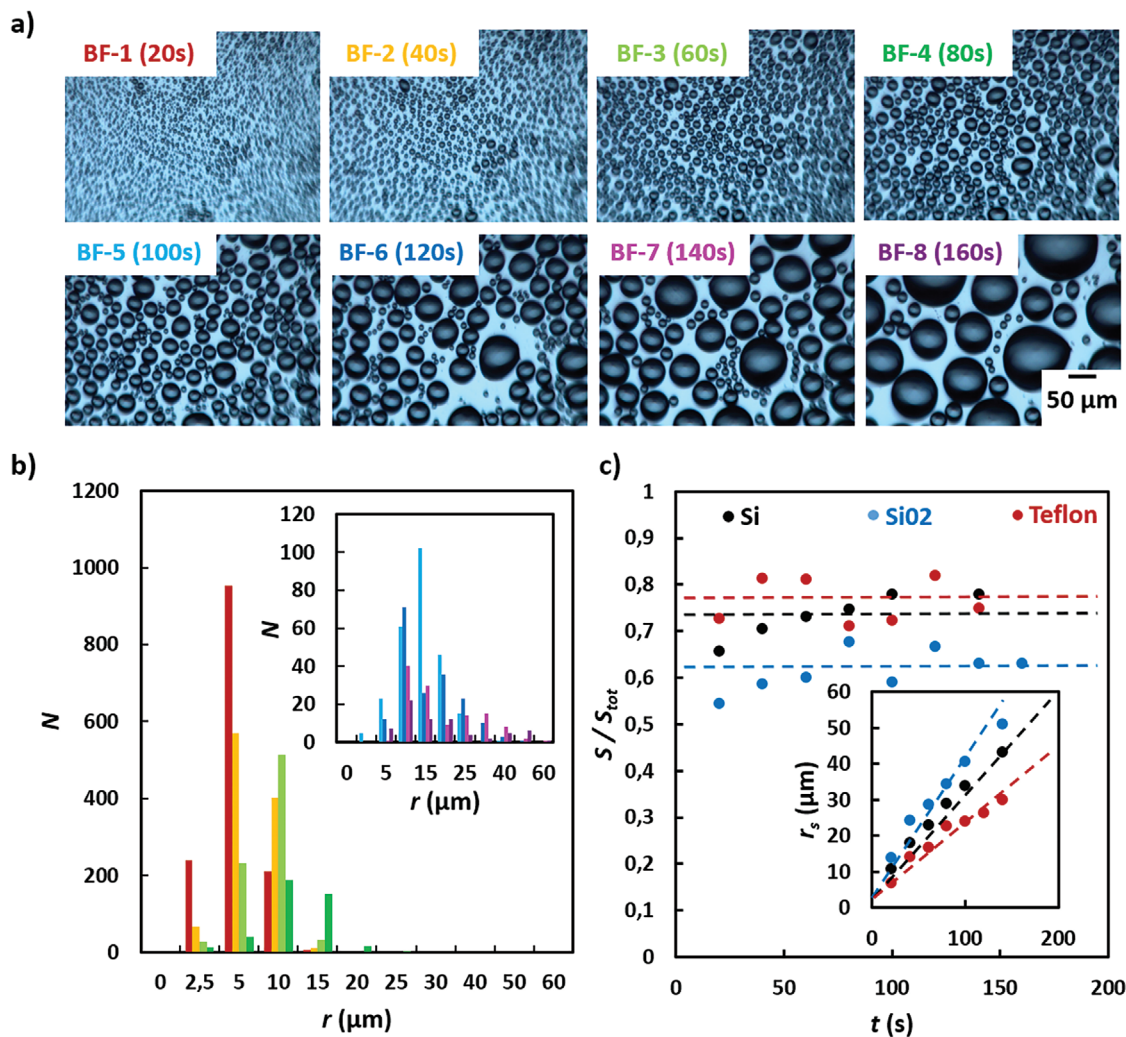 a)
BF-1 (20s)
BF-2 (40s)
BF-3 (60s)
BF-4 (80s)
BF-5 (100s)
BF-6 (120s)
BF-7 (140s)
BF-8 (160s)
50 μm
b)
1200
1000
800
600
400
200
0
N
0 2,5 5 10 15 20 25 30 40 50 60
r (μm)
120
100
80
60
40
20
0
N
0 5 10 15 25 40 60
r (μm)
c)
1
0,9
0,8
0,7
0,6
0,5
0,4
0,3
0,2
0,1
0
S / Stot
Si
Si02
Teflon
0 50 100 150 200
t (s)
60
50
40
30
20
10
0
rs (μm)
0 100 200